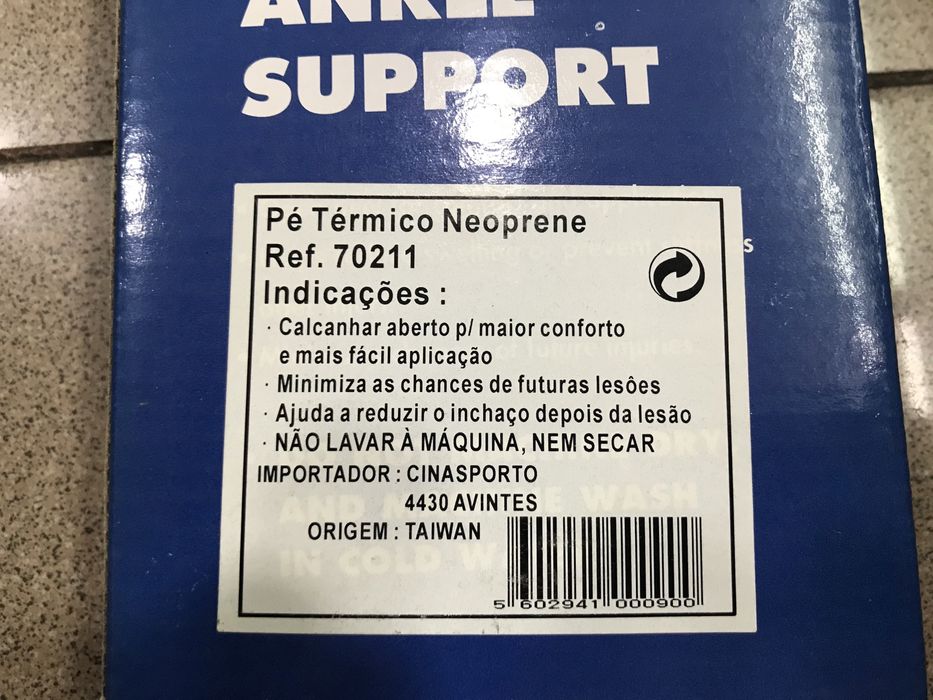 ANKLE
SUPPORT
Pé Térmico Neoprene
Ref. 70211
Indicações :
· Calcanhar aberto p/ maior conforto
e mais fácil aplicação
· Minimiza as chances de futuras lesôes
· Ajuda a reduzir o inchaço depois da lesão
· NÃO LAVAR À MÁQUINA, NEM SECAR
IMPORTADOR : CINASPORTO
4430 AVINTES
ORIGEM : TAIWAN
5 602941 000900